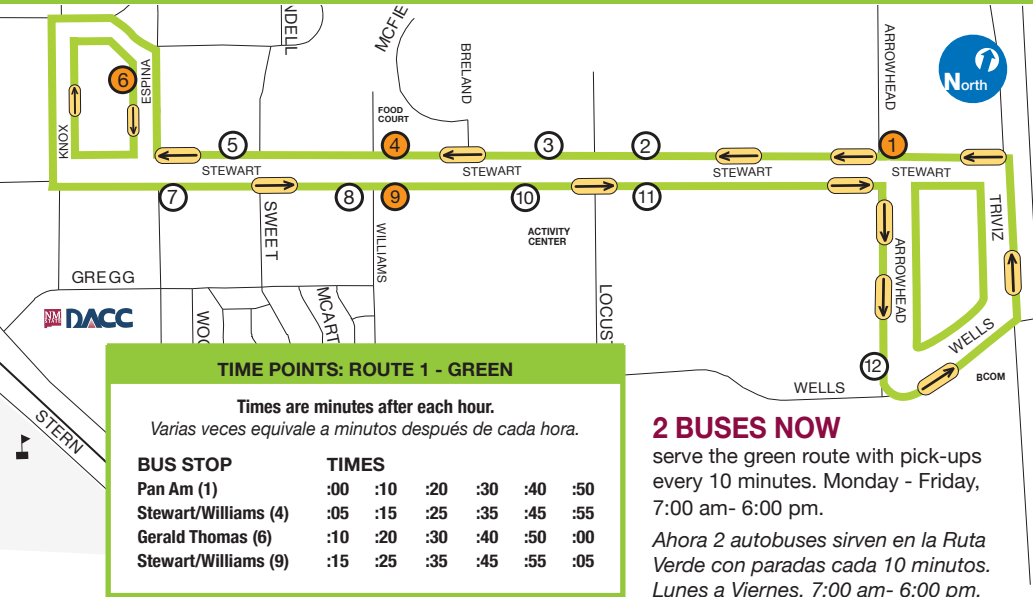 NDELL
MCFIE
BRELAND
ARROWHEAD
North
KNOX
ESPINA
6
FOOD
COURT
5
4
3
2
1
STEWART
STEWART
STEWART
STEWART
7
8
9
10
11
SWEET
WILLIAMS
ACTIVITY
CENTER
ARROWHEAD
TRIVIZ
GREGG
NM
STATE
DACC
WOO
MCART
LOCUST
WELLS
12
WELLS
BCOM
STERN
TIME POINTS: ROUTE 1 - GREEN
Times are minutes after each hour.
Varias veces equivale a minutos después de cada hora.
BUS STOP TIMES
Pan Am (1) :00 :10 :20 :30 :40 :50
Stewart/Williams (4) :05 :15 :25 :35 :45 :55
Gerald Thomas (6) :10 :20 :30 :40 :50 :00
Stewart/Williams (9) :15 :25 :35 :45 :55 :05
2 BUSES NOW
serve the green route with pick-ups
every 10 minutes. Monday - Friday,
7:00 am- 6:00 pm.
Ahora 2 autobuses sirven en la Ruta
Verde con paradas cada 10 minutos.
Lunes a Viernes, 7:00 am- 6:00 pm.